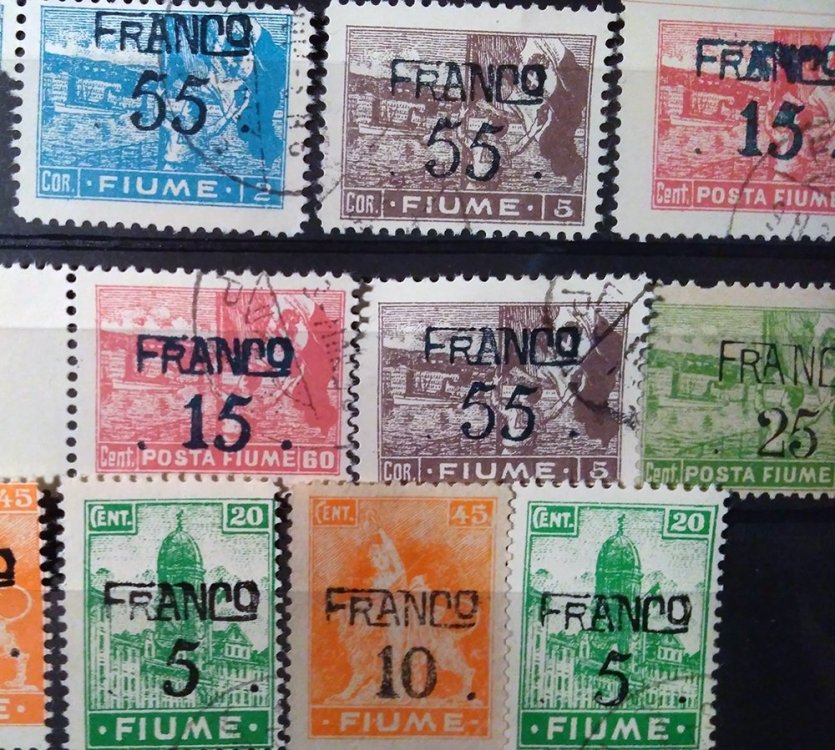 FRANCO
55
COR. · FIUME · 2
FRANCO
55
COR. · FIUME · 5
FRANCO
15
Cent. POSTA FIUME
FRANCO
15
Cent. POSTA FIUME 60
FRANCO
55
COR. · FIUME · 5
FRANC
25
Cent POSTA FIUME
45
CENT. 20
FRANCO
5
· FIUME ·
CENT. 45
FRANCO
10
- FIUME -
CENT. 20
FRANCO
5
· FIUME ·